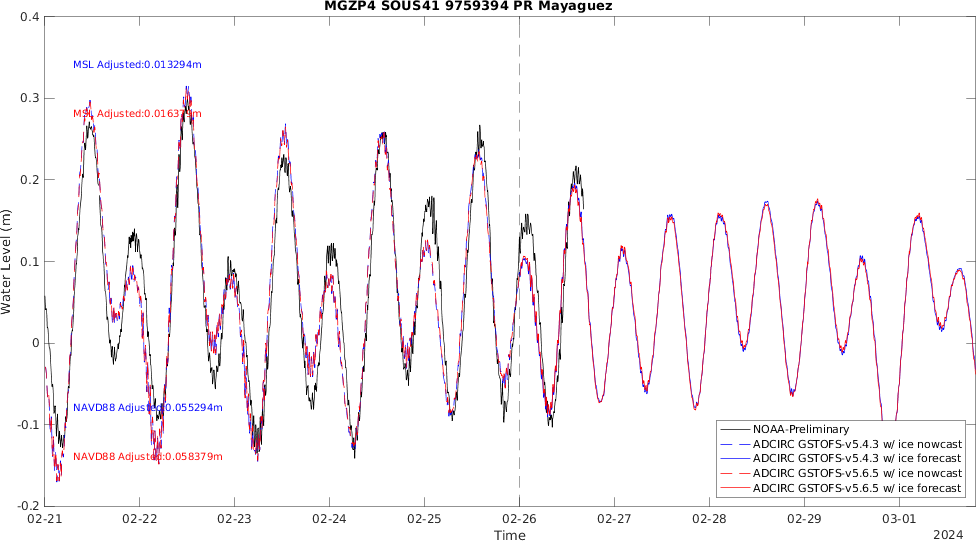 MGZP4 SOUS41 9759394 PR Mayaguez
0.4
0.3
0.2
0.1
0
-0.1
-0.2
Water Level (m)
MSL Adjusted:0.013294m
MSL Adjusted:0.01637 m
NAVD88 Adjusted:0.055294m
NAVD88 Adjusted:0.058379m
NOAA-Preliminary
ADCIRC GSTOFS-v5.4.3 w/ ice nowcast
ADCIRC GSTOFS-v5.4.3 w/ ice forecast
ADCIRC GSTOFS-v5.6.5 w/ ice nowcast
ADCIRC GSTOFS-v5.6.5 w/ ice forecast
02-21 02-22 02-23 02-24 02-25 02-26 02-27 02-28 02-29 03-01
Time
2024